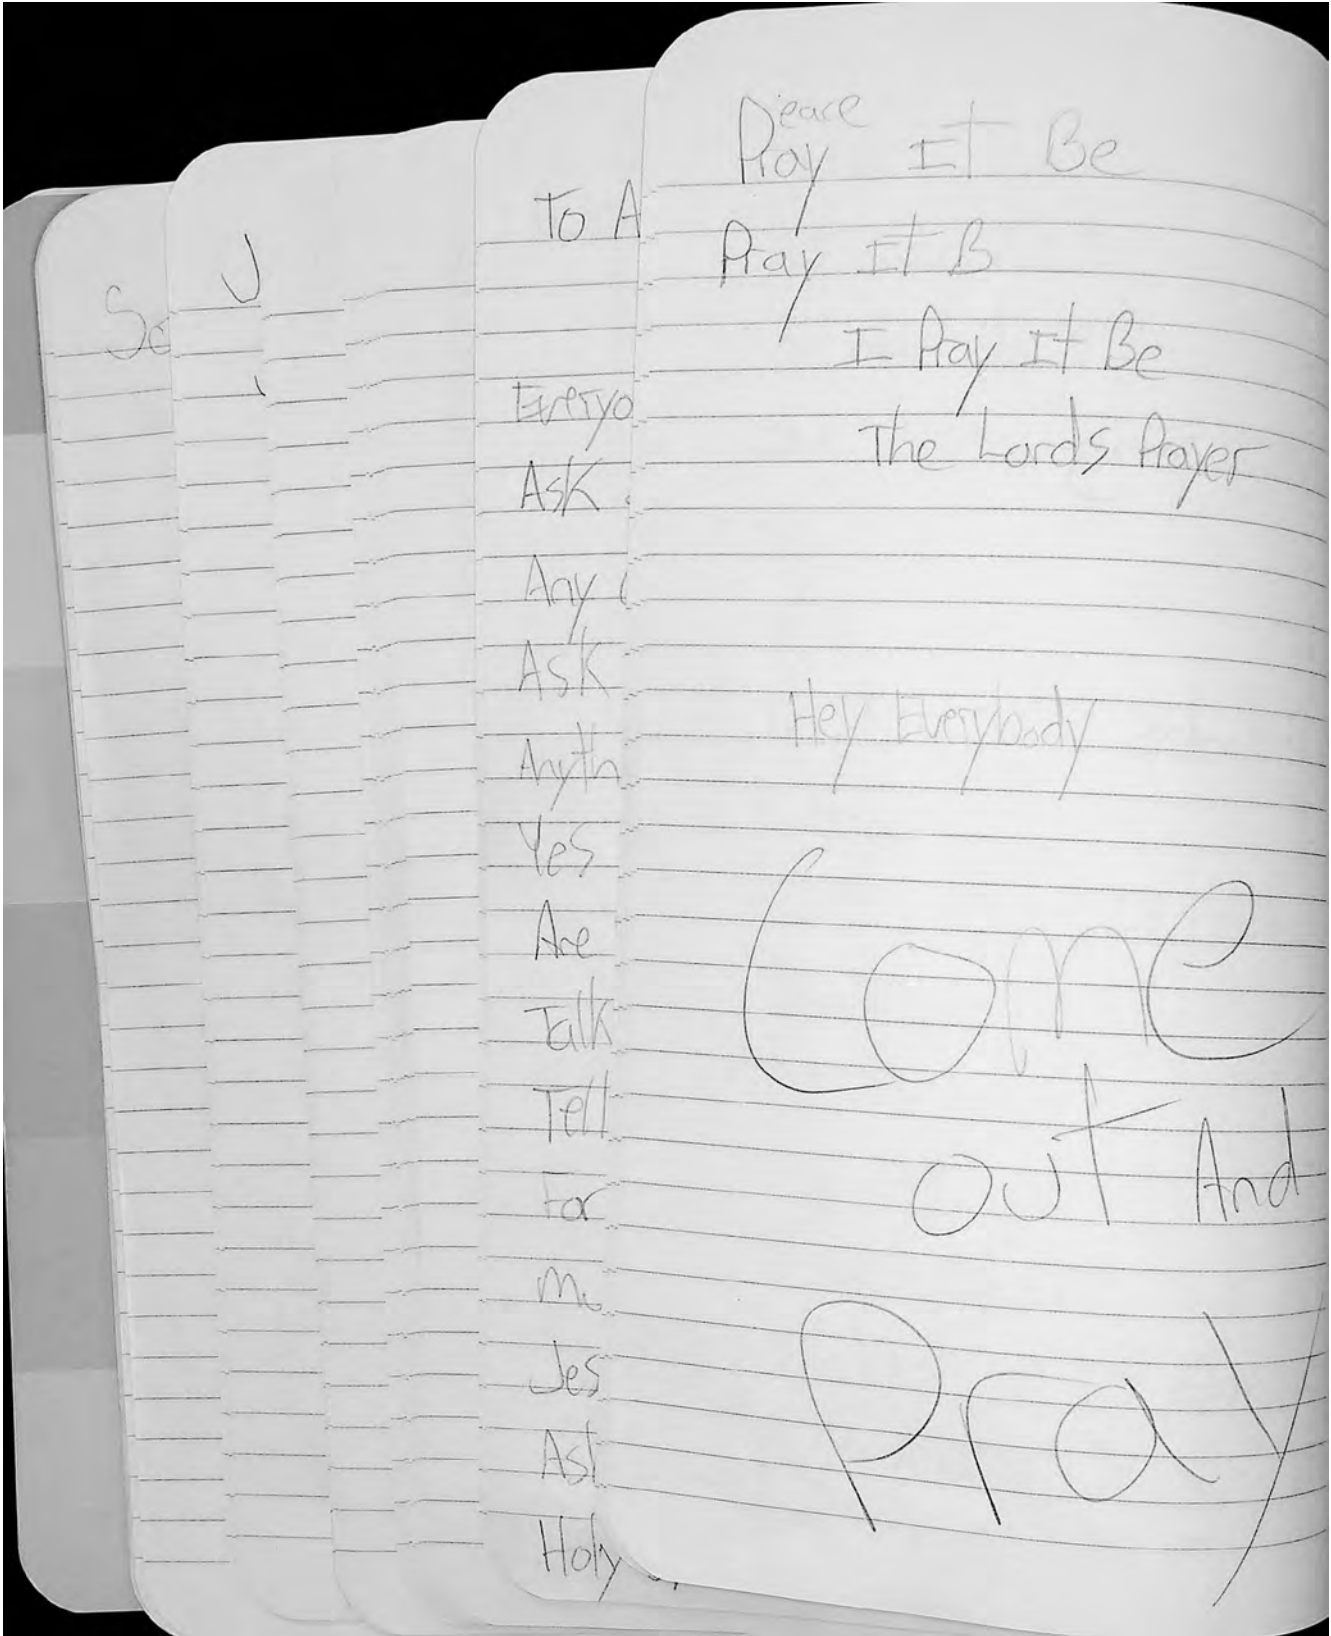 So
J
To A
Everyo
Ask
Any
Ask
Anyth
Yes
Are
Talk
Tell
For
Jes
Holy
Peace
Pray It Be
Pray It B
I Pray It Be
The Lords Prayer
Hey Everybody
Come
out And
Pray